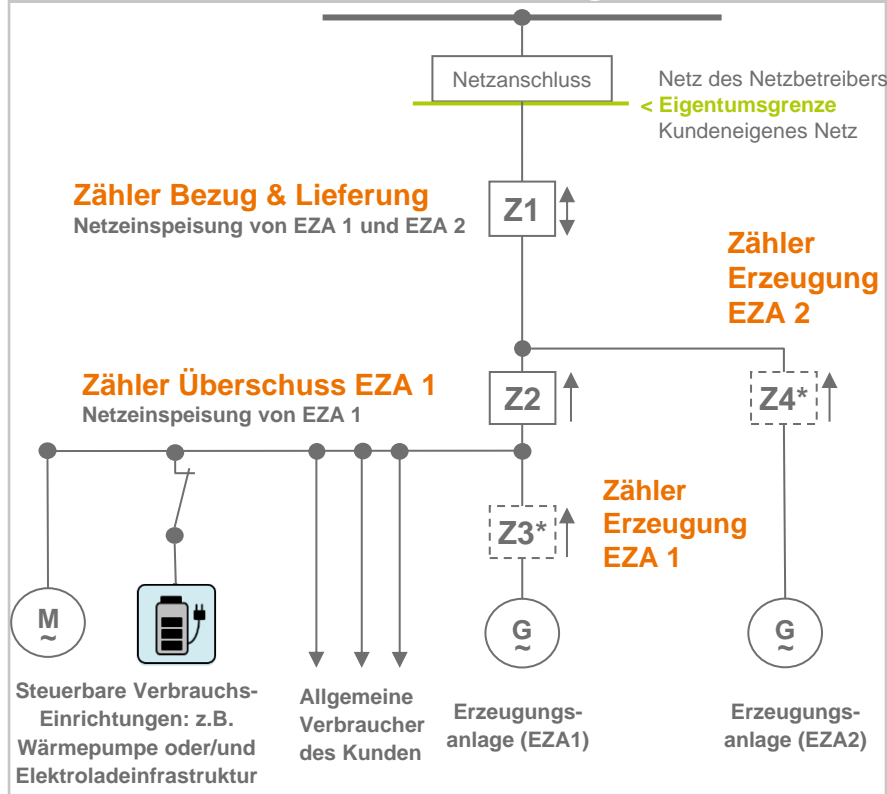 Netzanschluss
Netz des Netzbetreibers
< Eigentumsgrenze
Kundeneigenes Netz
Zähler Bezug & Lieferung
Netzeinspeisung von EZA 1 und EZA 2
Z1
Zähler
Erzeugung
EZA 2
Zähler Überschuss EZA 1
Netzeinspeisung von EZA 1
Z2
Z4*
Zähler
Erzeugung
EZA 1
Z3*
M
~
G
~
G
~
Steuerbare Verbrauchs-
Einrichtungen: z.B.
Wärmepumpe oder/und
Elektroladeinfrastruktur
Allgemeine
Verbraucher
des Kunden
Erzeugungs-
anlage (EZA1)
Erzeugungs-
anlage (EZA2)